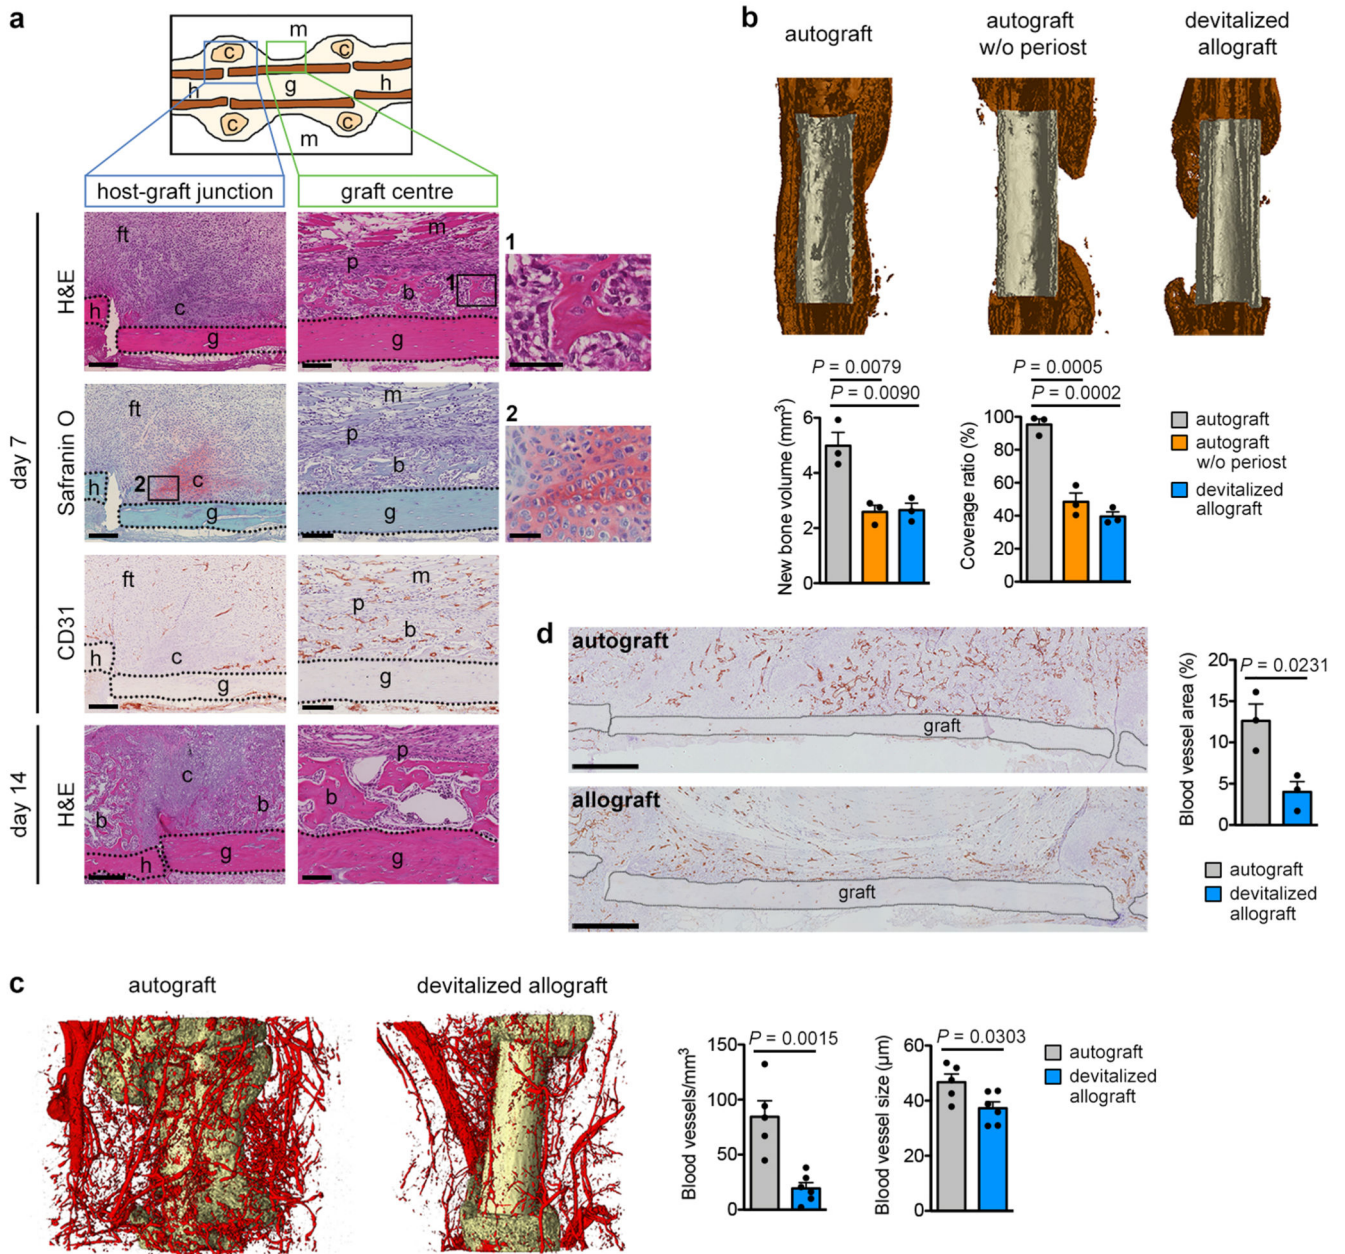 a
m
c
c
h
g
h
c
c
m
host-graft junction
graft centre
day 7
H&E
ft
h
c
g
m
p
b
1
g
1
Safranin O
ft
h
2
c
g
m
p
b
g
2
CD31
ft
h
c
g
m
p
b
g
day 14
H&E
c
b
b
h
g
p
b
g
b
autograft
autograft
w/o periost
devitalized
allograft
P = 0.0079
P = 0.0090
New bone volume (mm³)
6
4
2
0
P = 0.0005
P = 0.0002
Coverage ratio (%)
100
80
60
40
20
0
autograft
autograft
w/o periost
devitalized
allograft
d
autograft
graft
allograft
graft
Blood vessel area (%)
P = 0.0231
20
15
10
5
0
autograft
devitalized
allograft
c
autograft
devitalized allograft
Blood vessels/mm³
P = 0.0015
150
100
50
0
Blood vessel size (μm)
P = 0.0303
60
40
20
0
autograft
devitalized
allograft